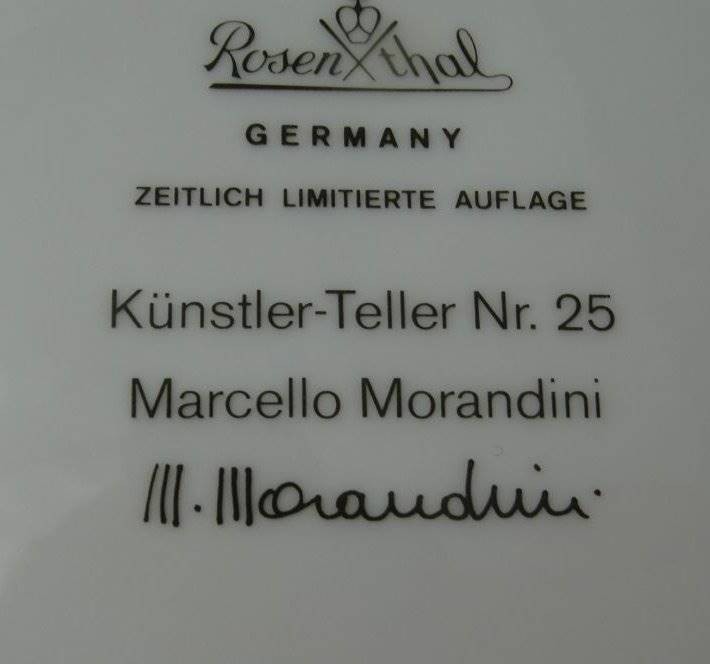 Rosenthal
GERMANY
ZEITLICH LIMITIERTE AUFLAGE
Künstler-Teller Nr. 25
Marcello Morandini
M. Morandini